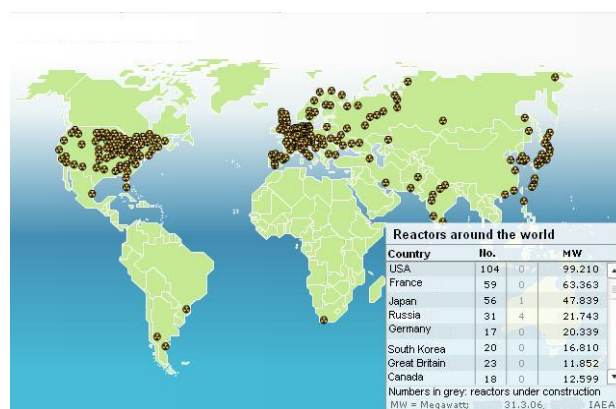 Reactors around the world
Country No. MW
USA 104 0 99.210
France 59 0 63.363
Japan 56 1 47.839
Russia 31 4 21.743
Germany 17 0 20.339
South Korea 20 0 16.810
Great Britain 23 0 11.852
Canada 18 0 12.599
Numbers in grey: reactors under construction
MW = Megawatt; 31.3.06, IAEA